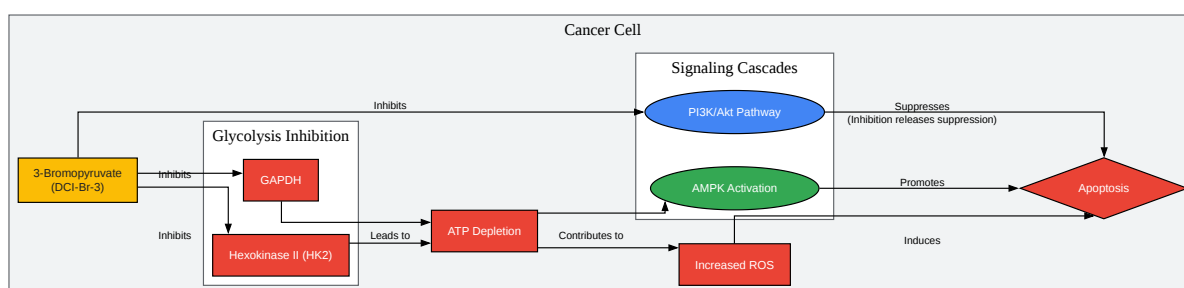 Cancer Cell
Signaling Cascades
Inhibits
PI3K/Akt Pathway
Suppresses
(Inhibition releases suppression)
Glycolysis Inhibition
3-Bromopyruvate
(DCI-Br-3)
Inhibits
GAPDH
AMPK Activation
Promotes
Apoptosis
Inhibits
Hexokinase II (HK2)
Leads to
ATP Depletion
Contributes to
Increased ROS
Induces